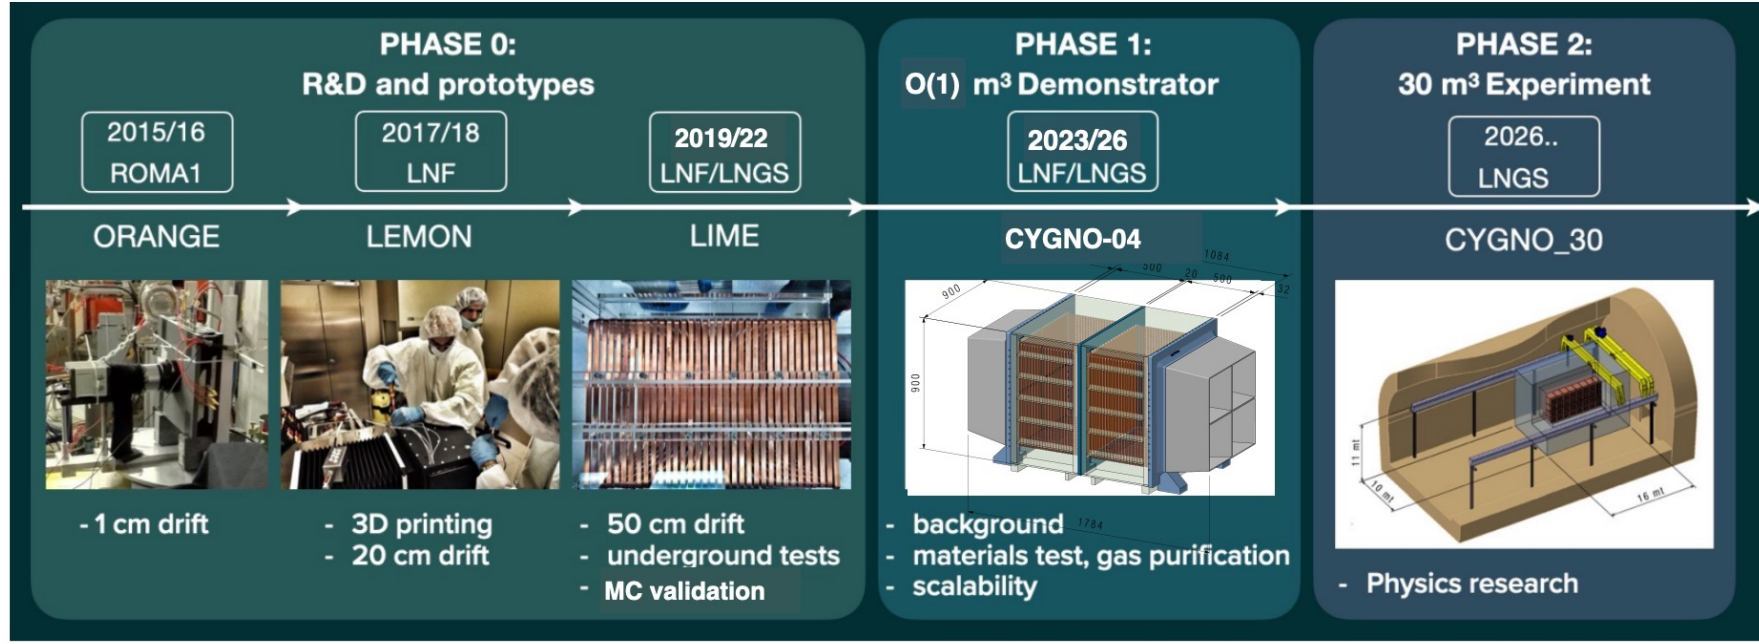 PHASE 0:
R&D and prototypes
2015/16
ROMA1
2017/18
LNF
2019/22
LNF/LNGS
ORANGE
LEMON
LIME
- 1 cm drift
- 3D printing
- 20 cm drift
- 50 cm drift
- underground tests
- MC validation
PHASE 1:
O(1) m³ Demonstrator
2023/26
LNF/LNGS
CYGNO-04
1084
500
20
500
32
900
900
1784
- background
- materials test, gas purification
- scalability
PHASE 2:
30 m³ Experiment
2026..
LNGS
CYGNO_30
11 mt
10 mt
16 mt
- Physics research